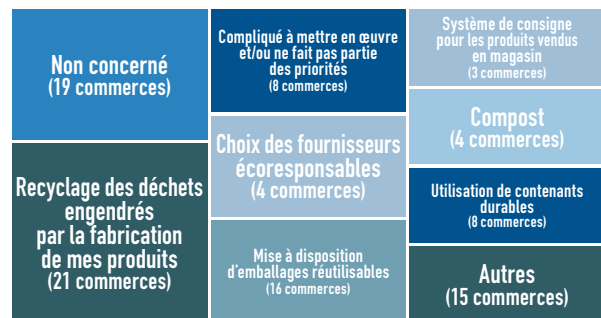 Non concerné
(19 commerces)
Recyclage des déchets
engendrés
par la fabrication
de mes produits
(21 commerces)
Compliqué à mettre en œuvre
et/ou ne fait pas partie
des priorités
(8 commerces)
Choix des fournisseurs
écoresponsables
(4 commerces)
Mise à disposition
d’emballages réutilisables
(16 commerces)
Système de consigne
pour les produits vendus
en magasin
(3 commerces)
Compost
(4 commerces)
Utilisation de contenants
durables
(8 commerces)
Autres
(15 commerces)